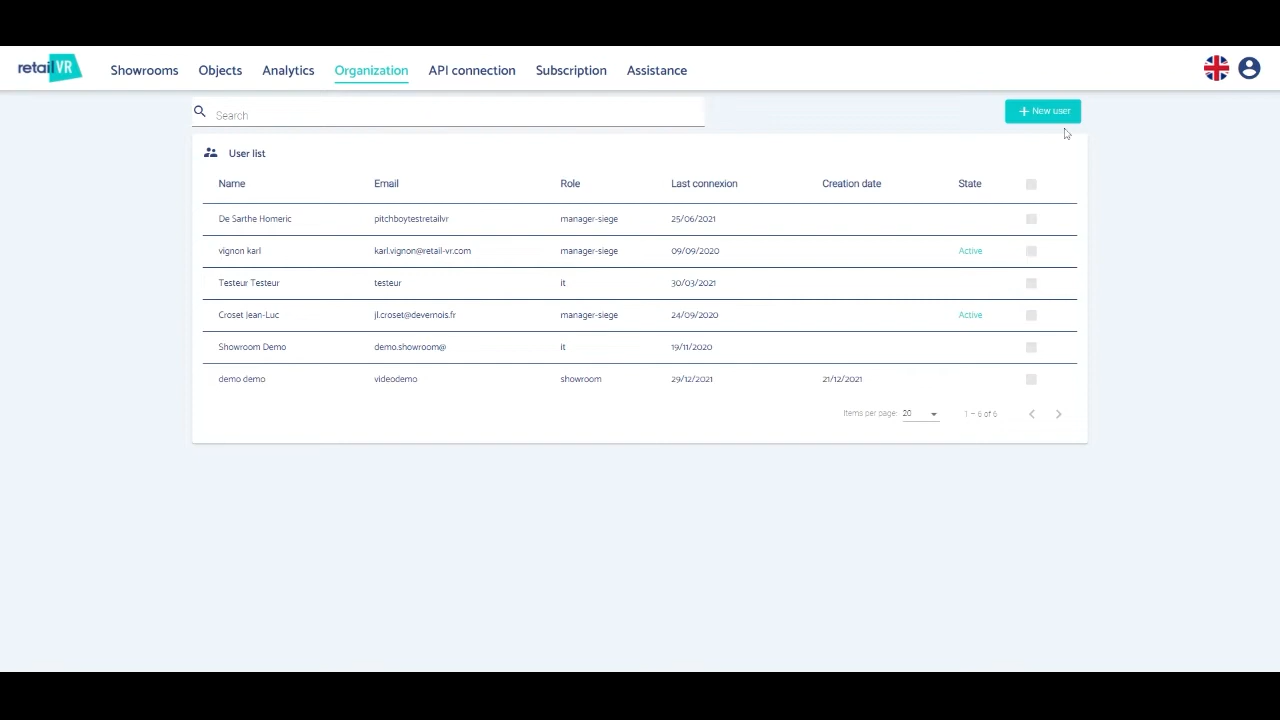 retail VR Showrooms Objects Analytics Organization API connection Subscription Assistance
Search
+ New user
User list
Name Email Role Last connexion Creation date State
De Sarthe Homeric pitchboytestretailvr manager-siege 25/06/2021
vignon karl karl.vignon@retail-vr.com manager-siege 09/09/2020 Active
Testeur Testeur testeur it 30/03/2021
Croset Jean-Luc jl.croset@devernois.fr manager-siege 24/09/2020 Active
Showroom Demo demo.showroom@ it 19/11/2020
demo demo videodemo showroom 29/12/2021 21/12/2021
Items per page: 20 1 – 6 of 6